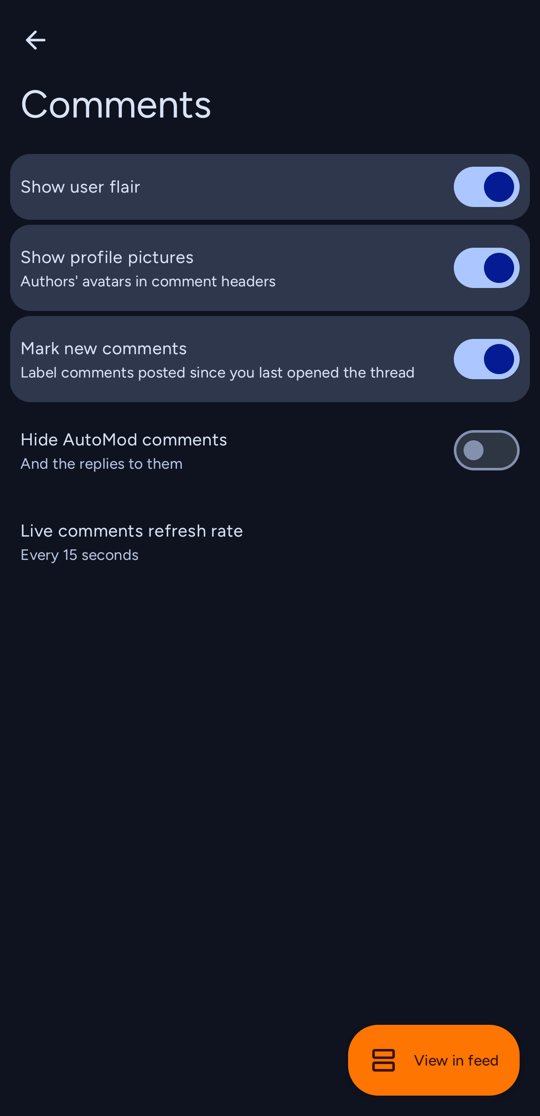 Comments
Show user flair
Show profile pictures
Authors' avatars in comment headers
Mark new comments
Label comments posted since you last opened the thread
Hide AutoMod comments
And the replies to them
Live comments refresh rate
Every 15 seconds
View in feed